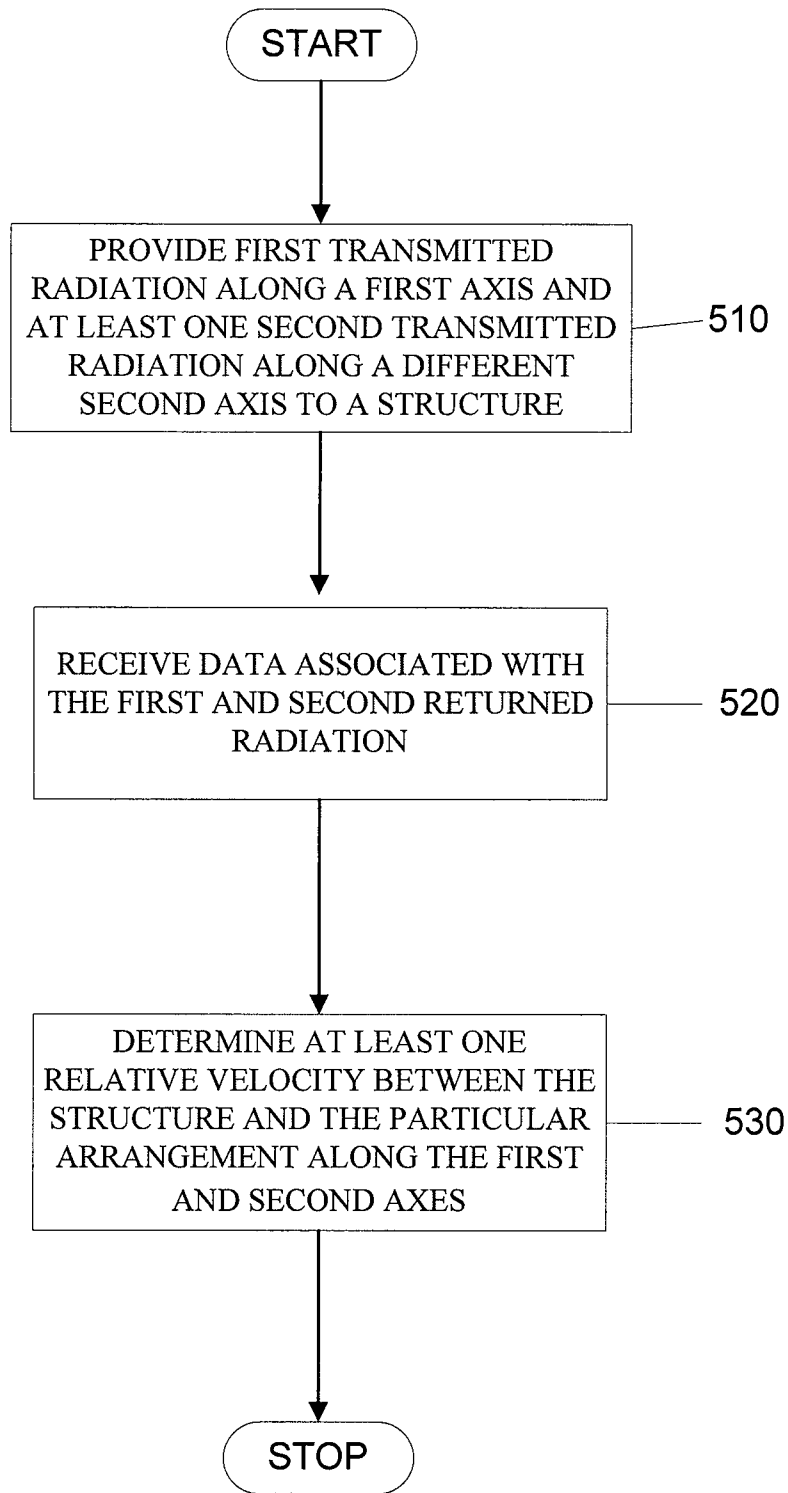 START
PROVIDE FIRST TRANSMITTED
RADIATION ALONG A FIRST AXIS AND
AT LEAST ONE SECOND TRANSMITTED
RADIATION ALONG A DIFFERENT
SECOND AXIS TO A STRUCTURE
510
RECEIVE DATA ASSOCIATED WITH
THE FIRST AND SECOND RETURNED
RADIATION
520
DETERMINE AT LEAST ONE
RELATIVE VELOCITY BETWEEN THE
STRUCTURE AND THE PARTICULAR
ARRANGEMENT ALONG THE FIRST
AND SECOND AXES
530
STOP